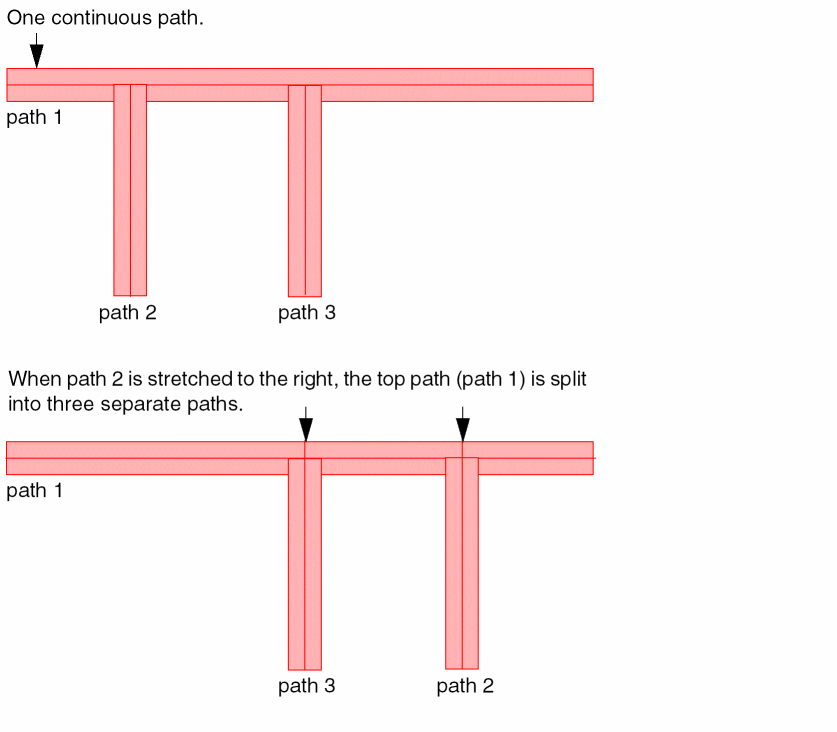 One continuous path.
path 1
path 2
path 3
When path 2 is stretched to the right, the top path (path 1) is split
into three separate paths.
path 1
path 3
path 2